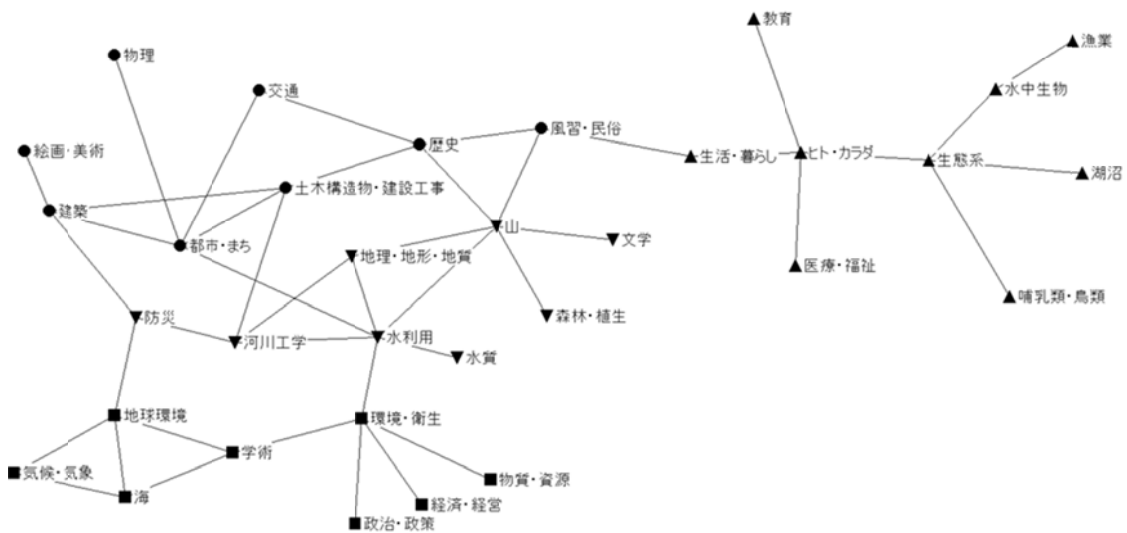 教育
漁業
物理
交通
水中生物
風習・民俗
歴史
絵画・美術
生活・暮らし
ヒト・カラダ
生態系
湖沼
土木構造物・建設工事
建築
山
文学
都市・まち
地理・地形・地質
医療・福祉
哺乳類・鳥類
防災
森林・植生
河川工学
水利用
水質
地球環境
環境・衛生
学術
気候・気象
物質・資源
海
経済・経営
政治・政策